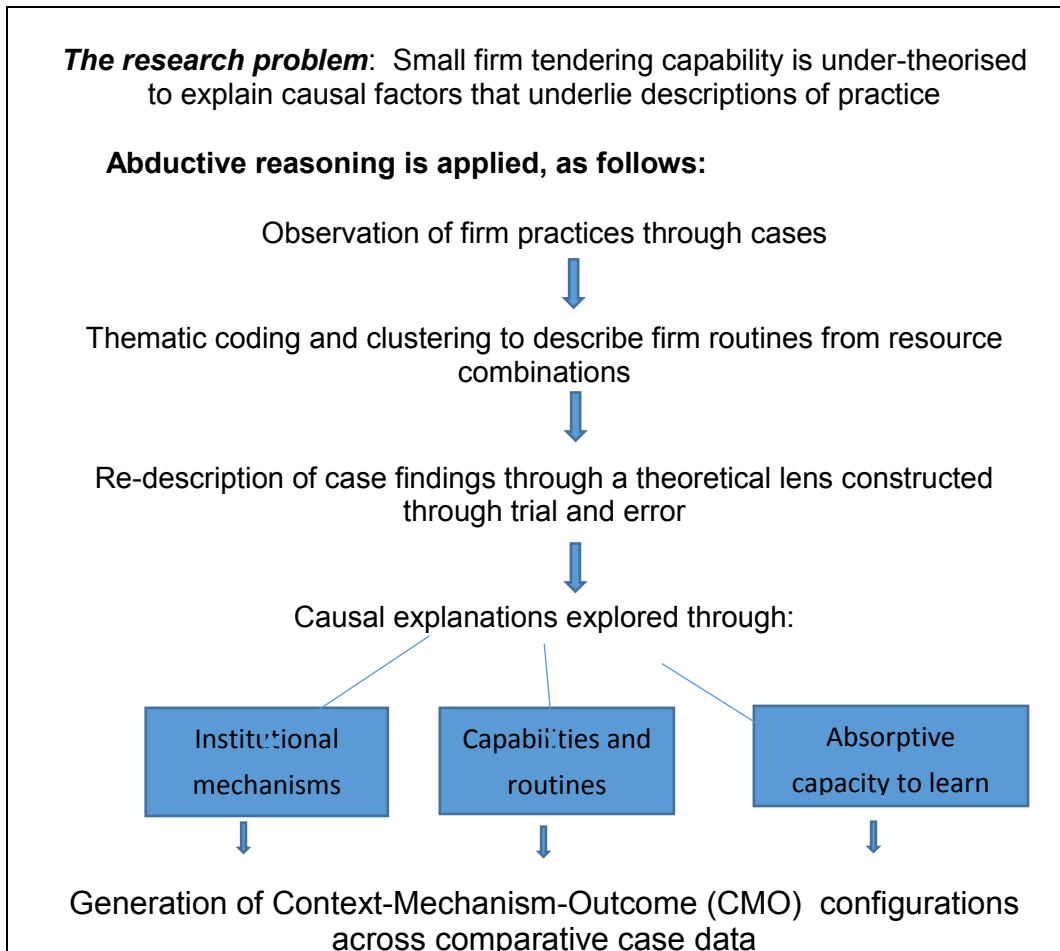 The research problem: Small firm tendering capability is under-theorised
to explain causal factors that underlie descriptions of practice
Abductive reasoning is applied, as follows:
Observation of firm practices through cases
Thematic coding and clustering to describe firm routines from resource
combinations
Re-description of case findings through a theoretical lens constructed
through trial and error
Causal explanations explored through:
Institutional
mechanisms
Capabilities and
routines
Absorptive
capacity to learn
Generation of Context-Mechanism-Outcome (CMO) configurations
across comparative case data